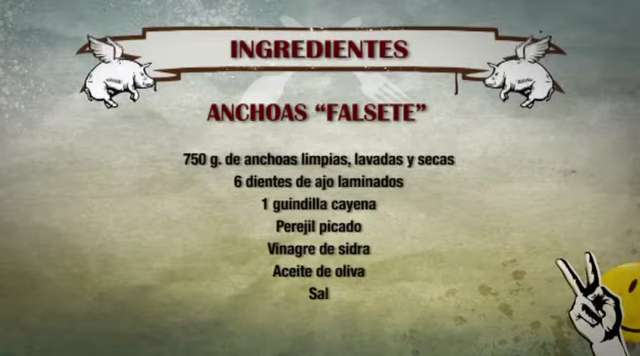 INGREDIENTES
ANCHOAS “FALSETE”
750 g. de anchoas limpias, lavadas y secas
6 dientes de ajo laminados
1 guindilla cayena
Perejil picado
Vinagre de sidra
Aceite de oliva
Sal